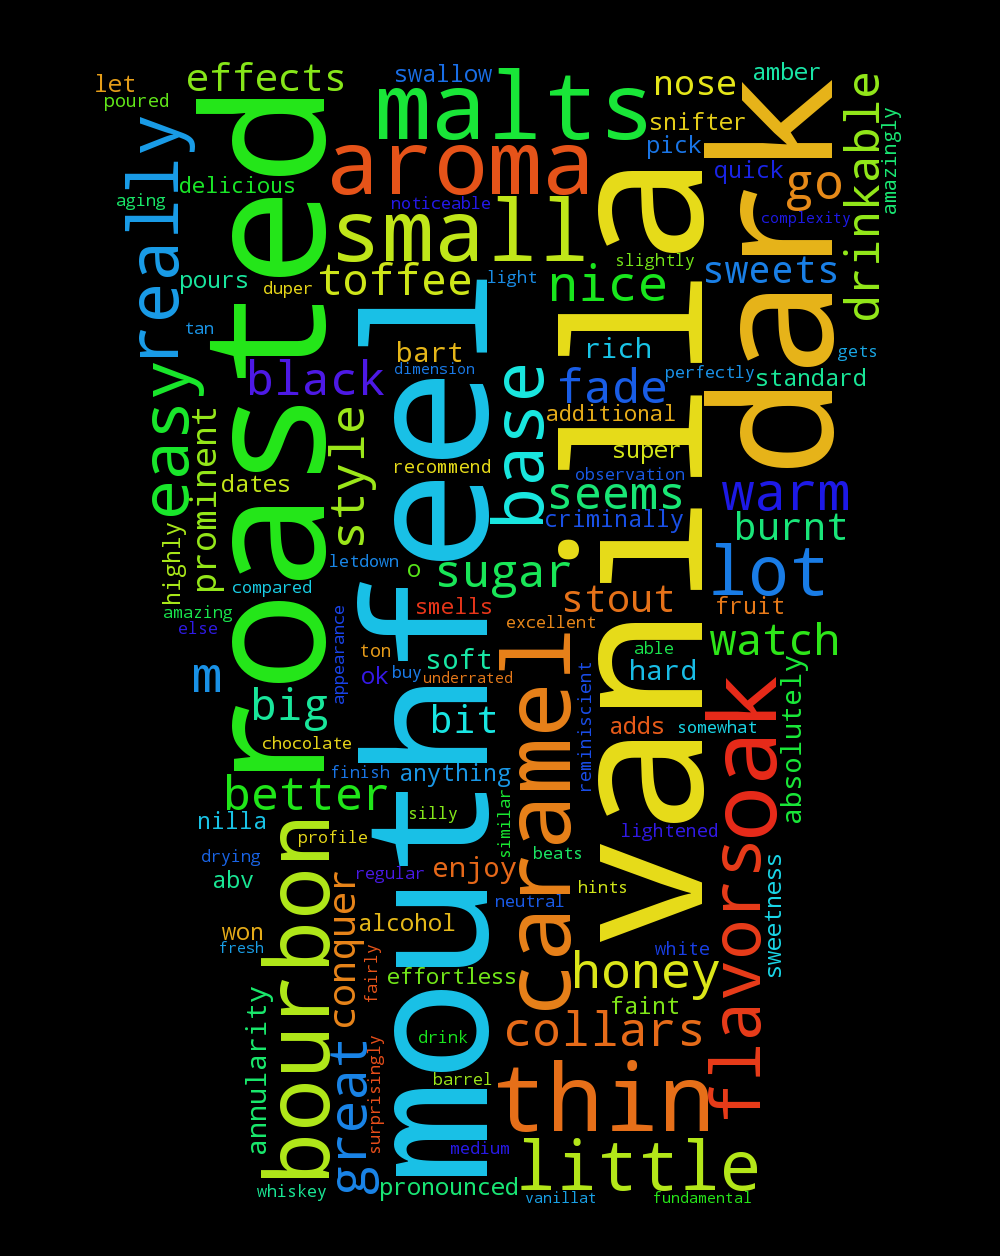 amber
swallow
effects
let
malts
nose
poured
drinkable
dark
roasted
snifter
really
amazingly
aroma
pick
vanilla
quick
go
delicious
aging
noticeable
small
complexity
slightly
sweets
nice
toffee
light
pours
duper
mouthfeel
tan
rich
bart
gets
dimension
perfectly
black
fade
standard
easy
base
prominent
style
additional
super
recommend
observation
dates
seems
warm
criminally
burnt
highly
letdown
o
sugar
lot
compared
stout
smells
fruit
amazing
excellent
else
appearance
watch
ton
able
soft
caramel
hard
m
ok
buy
underrated
absolutely
oak
reminiscient
big
bit
adds
somewhat
chocolate
finish
anything
better
silly
similar
nilla
lightened
profile
bourbon
flavors
drying
beats
sweetness
abv
regular
enjoy
conquer
hints
neutral
alcohol
won
fresh
fairly
white
effortless
honey
annularity
faint
collars
great
surprisingly
drink
barrel
thin
medium
little
whiskey
pronounced
vanillat
fundamental